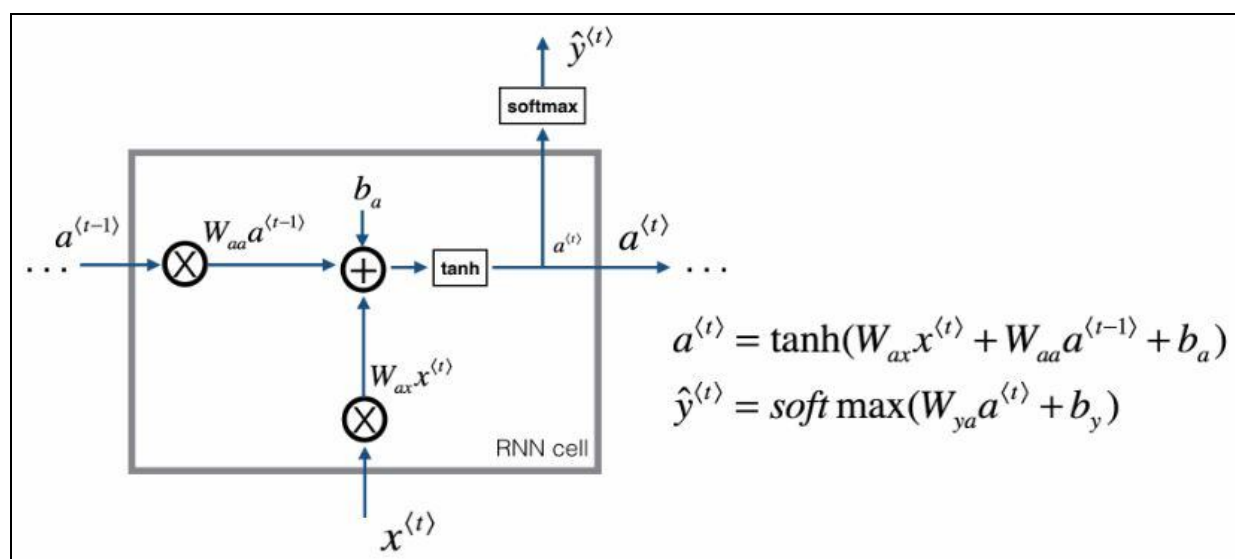 ŷ⟨t⟩
softmax
b_a
a⟨t−1⟩
W_aa a⟨t−1⟩
a⟨t⟩
a⟨t⟩
. . .
+
tanh
. . .
a⟨t⟩ = tanh(W_ax x⟨t⟩ + W_aa a⟨t−1⟩ + b_a)
W_ax x⟨t⟩
ŷ⟨t⟩ = soft max(W_ya a⟨t⟩ + b_y)
RNN cell
x⟨t⟩